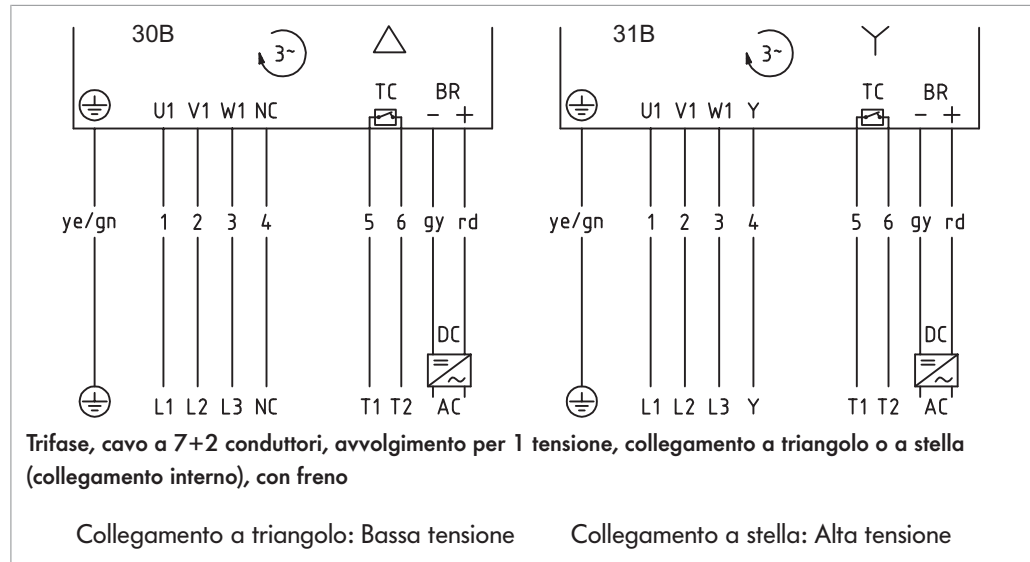 30B 3~ 31B 3~
TC BR TC BR
U1 V1 W1 NC - + U1 V1 W1 Y - +
ye/gn 1 2 3 4 5 6 gy rd ye/gn 1 2 3 4 5 6 gy rd
DC DC
L1 L2 L3 NC T1 T2 AC L1 L2 L3 Y T1 T2 AC
Trifase, cavo a 7+2 conduttori, avvolgimento per 1 tensione, collegamento a triangolo o a stella
(collegamento interno), con freno
Collegamento a triangolo: Bassa tensione Collegamento a stella: Alta tensione